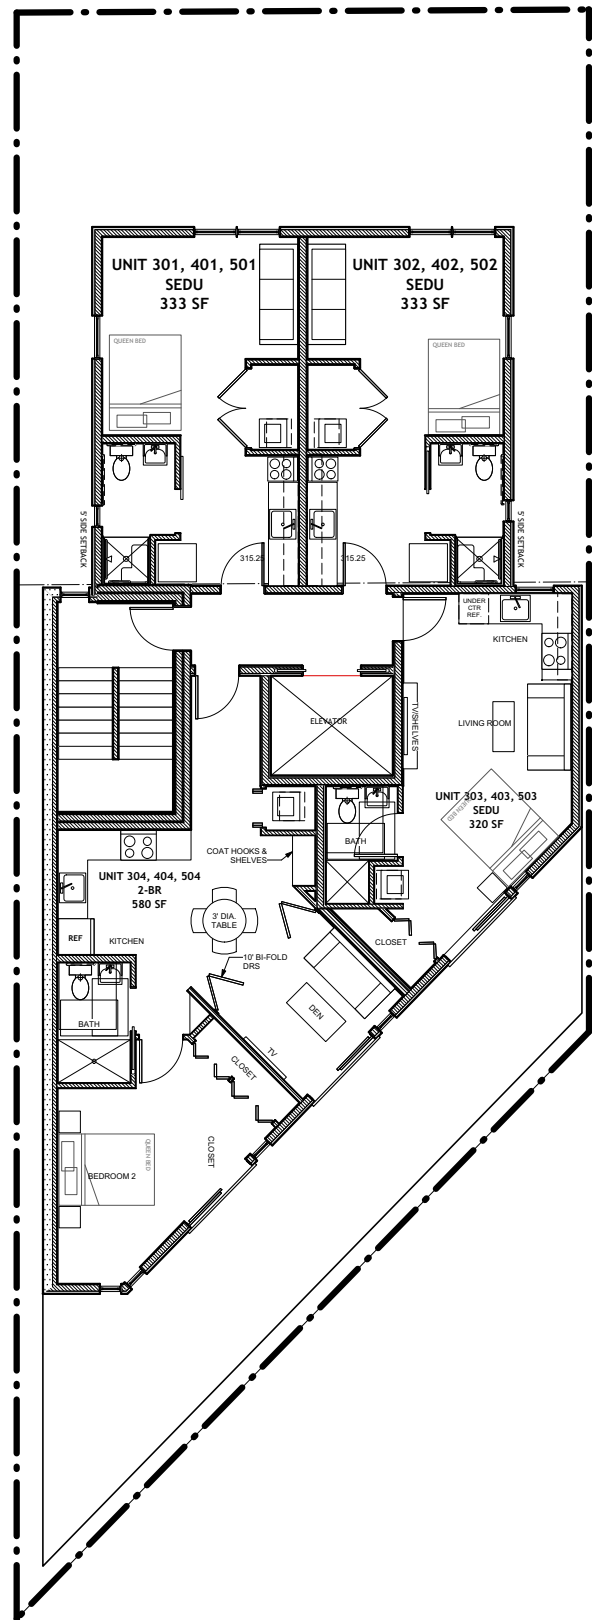 UNIT 301, 401, 501
SEDU
333 SF
UNIT 302, 402, 502
SEDU
333 SF
QUEEN BED
QUEEN BED
5' SIDE SETBACK
5' SIDE SETBACK
315.25
315.25
UNDER
CTR
REF.
KITCHEN
TV/SHELVES
LIVING ROOM
ELEVATOR
UNIT 303, 403, 503
SEDU
320 SF
QUEEN BED
BATH
COAT HOOKS &
SHELVES
UNIT 304, 404, 504
2-BR
580 SF
3' DIA.
TABLE
REF
KITCHEN
CLOSET
10' BI-FOLD
DRS
DEN
BATH
TV
CLOSET
CLOSET
QUEEN BED
BEDROOM 2